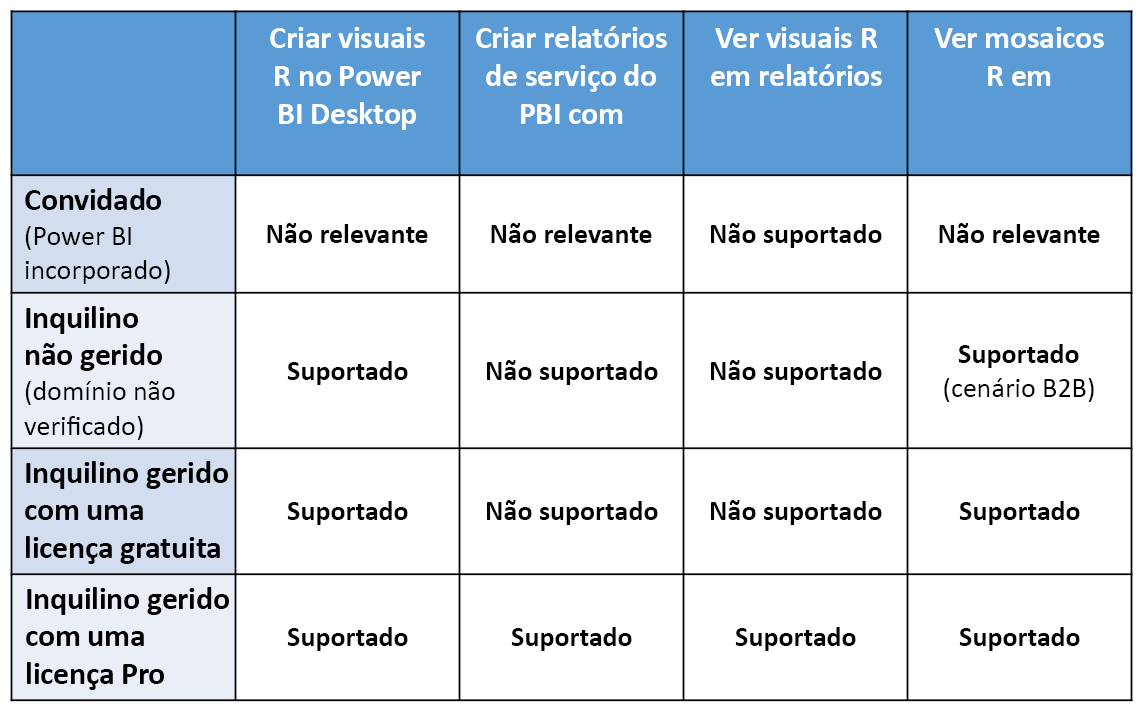 Criar visuais
R no Power
BI Desktop
Criar relatórios
de serviço do
PBI com
Ver visuais R
em relatórios
Ver mosaicos
R em
Convidado
(Power BI
incorporado)
Não relevante
Não relevante
Não suportado
Não relevante
Inquilino
não gerido
(domínio não
verificado)
Suportado
Não suportado
Não suportado
Suportado
(cenário B2B)
Inquilino gerido
com uma
licença gratuita
Suportado
Não suportado
Não suportado
Suportado
Inquilino gerido
com uma
licença Pro
Suportado
Suportado
Suportado
Suportado